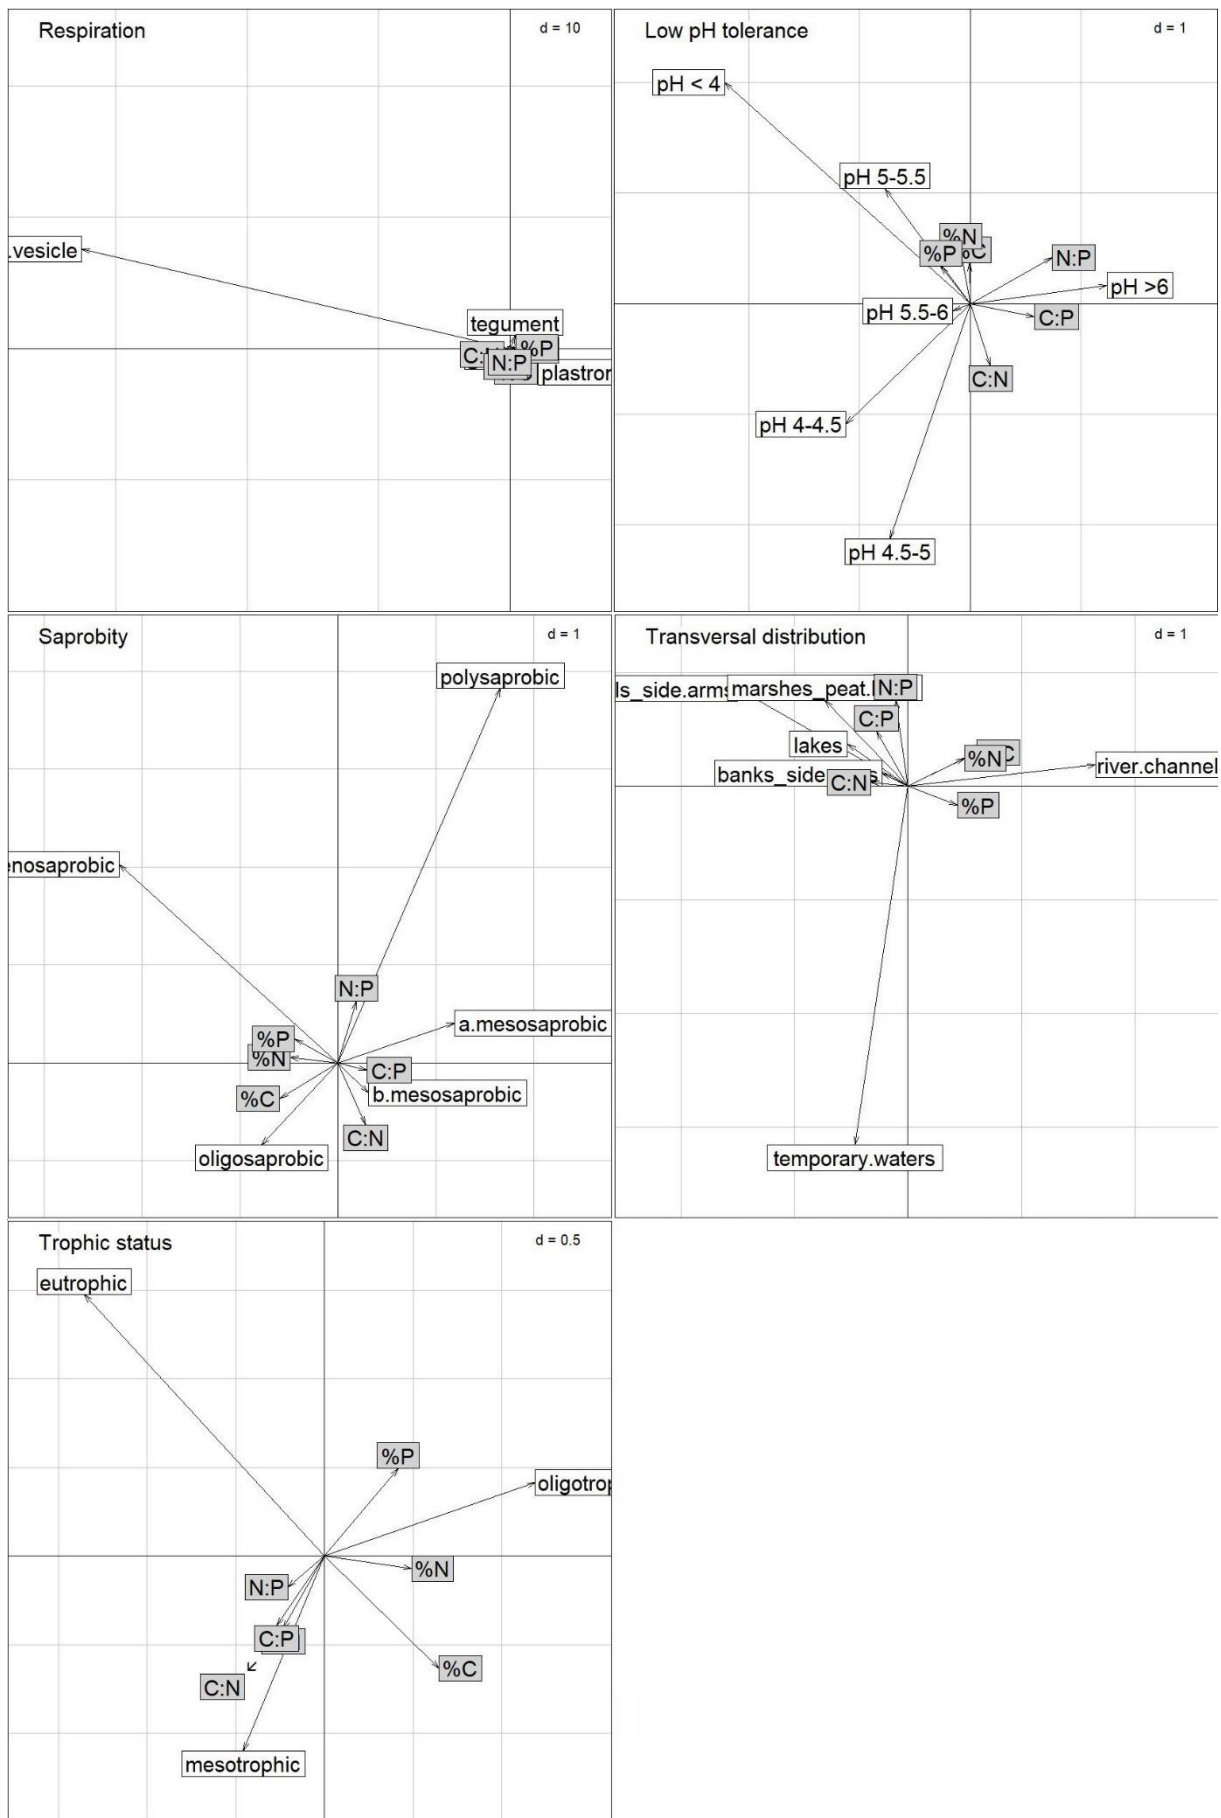 Respiration
d = 10
.vesicle
tegument
%P
N:P
plastron
Low pH tolerance
d = 1
pH < 4
pH 5-5.5
%N
%C
%P
N:P
pH >6
pH 5.5-6
C:P
C:N
pH 4-4.5
pH 4.5-5
Saprobity
d = 1
polysaprobic
enosaprobic
N:P
a.mesosaprobic
%P
%N
C:P
b.mesosaprobic
%C
C:N
oligosaprobic
Transversal distribution
d = 1
ls_side.arms
marshes_peat.
N:P
C:P
lakes
%N
C
river.channel
banks_side
s
C:N
%P
temporary.waters
Trophic status
d = 0.5
eutrophic
%P
oligotrop
%N
N:P
C:P
%C
C:N
mesotrophic